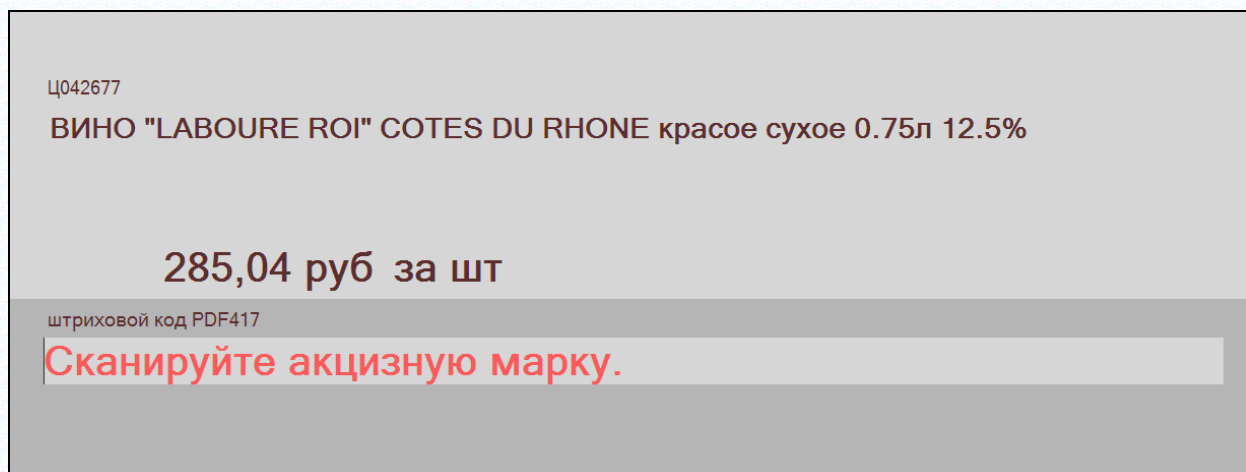 Ц042677
ВИНО "LABOURE ROI" COTES DU RHONE красое сухое 0.75л 12.5%
285,04 руб за шт
штриховой код PDF417
Сканируйте акцизную марку.